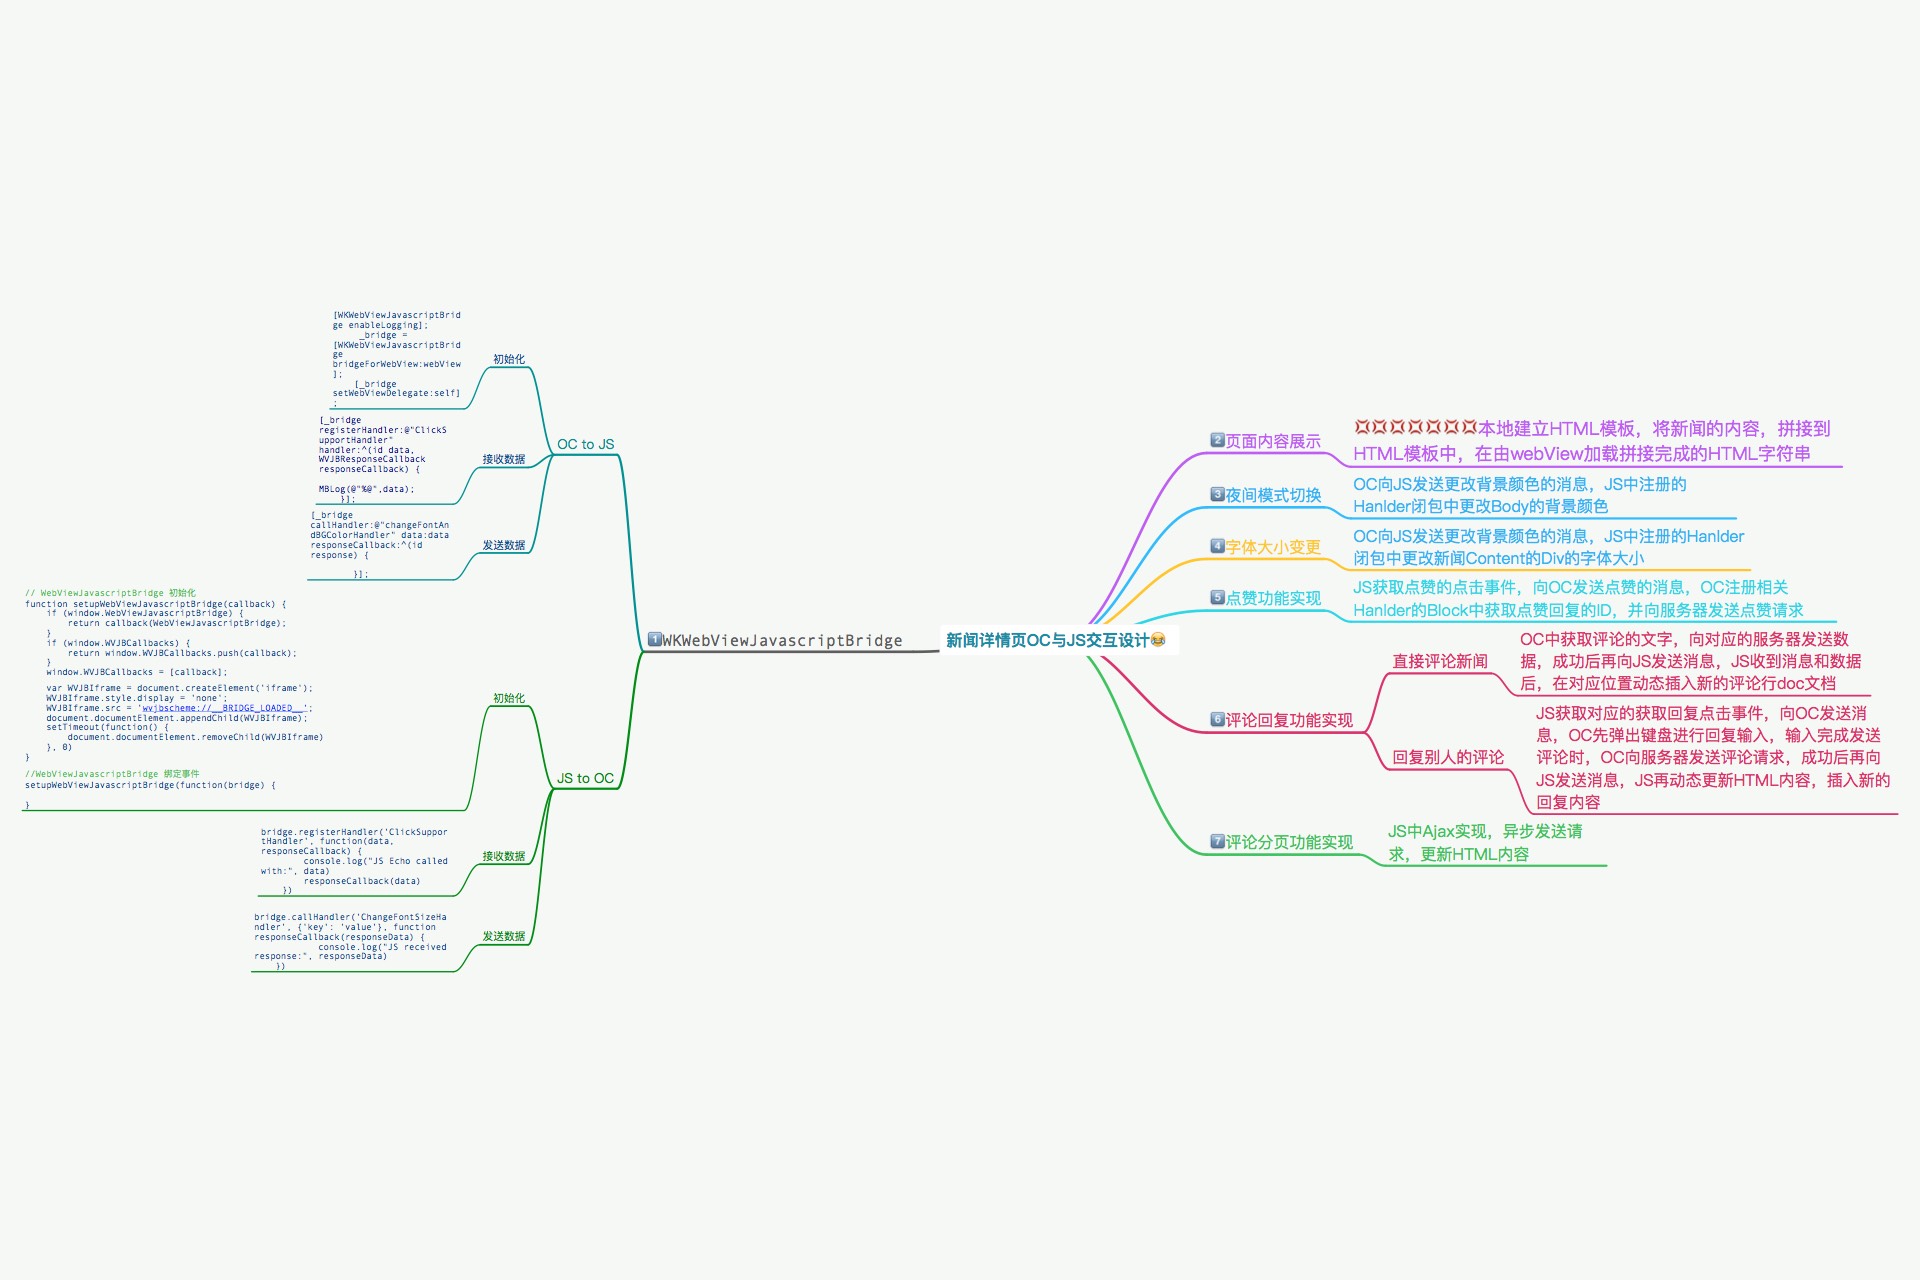 新闻详情页OC与JS交互设计😂
1️⃣WKWebViewJavascriptBridge
OC to JS
初始化
[WKWebViewJavascriptBrid
ge enableLogging];
_bridge =
[WKWebViewJavascriptBrid
ge
bridgeForWebView:webView
];
[_bridge
setWebViewDelegate:self]
;
接收数据
[_bridge
registerHandler:@"ClickS
upportHandler"
handler:^(id data,
WVJBResponseCallback
responseCallback) {
MBLog(@"%@",data);
}];
发送数据
[_bridge
callHandler:@"changeFontAn
dBGColorHandler" data:data
responseCallback:^(id
response) {
}];
JS to OC
初始化
// WebViewJavascriptBridge 初始化
function setupWebViewJavascriptBridge(callback) {
if (window.WebViewJavascriptBridge) {
return callback(WebViewJavascriptBridge);
}
if (window.WVJBCallbacks) {
return window.WVJBCallbacks.push(callback);
}
window.WVJBCallbacks = [callback];
var WVJBIframe = document.createElement('iframe');
WVJBIframe.style.display = 'none';
WVJBIframe.src = 'wvjbscheme://__BRIDGE_LOADED__';
document.documentElement.appendChild(WVJBIframe);
setTimeout(function() {
document.documentElement.removeChild(WVJBIframe)
}, 0)
}
//WebViewJavascriptBridge 绑定事件
setupWebViewJavascriptBridge(function(bridge) {
}
接收数据
bridge.registerHandler('ClickSuppor
tHandler', function(data,
responseCallback) {
console.log("JS Echo called
with:", data)
responseCallback(data)
})
发送数据
bridge.callHandler('ChangeFontSizeHa
ndler', {'key': 'value'}, function
responseCallback(responseData) {
console.log("JS received
response:", responseData)
})
2️⃣页面内容展示
💢💢💢💢💢💢💢本地建立HTML模板，将新闻的内容，拼接到
HTML模板中，在由webView加载拼接完成的HTML字符串
3️⃣夜间模式切换
OC向JS发送更改背景颜色的消息，JS中注册的
Hanlder闭包中更改Body的背景颜色
4️⃣字体大小变更
OC向JS发送更改背景颜色的消息，JS中注册的Hanlder
闭包中更改新闻Content的Div的字体大小
5️⃣点赞功能实现
JS获取点赞的点击事件，向OC发送点赞的消息，OC注册相关
Hanlder的Block中获取点赞回复的ID，并向服务器发送点赞请求
6️⃣评论回复功能实现
直接评论新闻
OC中获取评论的文字，向对应的服务器发送数
据，成功后再向JS发送消息，JS收到消息和数据
后，在对应位置动态插入新的评论行doc文档
回复别人的评论
JS获取对应的获取回复点击事件，向OC发送消
息，OC先弹出键盘进行回复输入，输入完成发送
评论时，OC向服务器发送评论请求，成功后再向
JS发送消息，JS再动态更新HTML内容，插入新的
回复内容
7️⃣评论分页功能实现
JS中Ajax实现，异步发送请
求，更新HTML内容